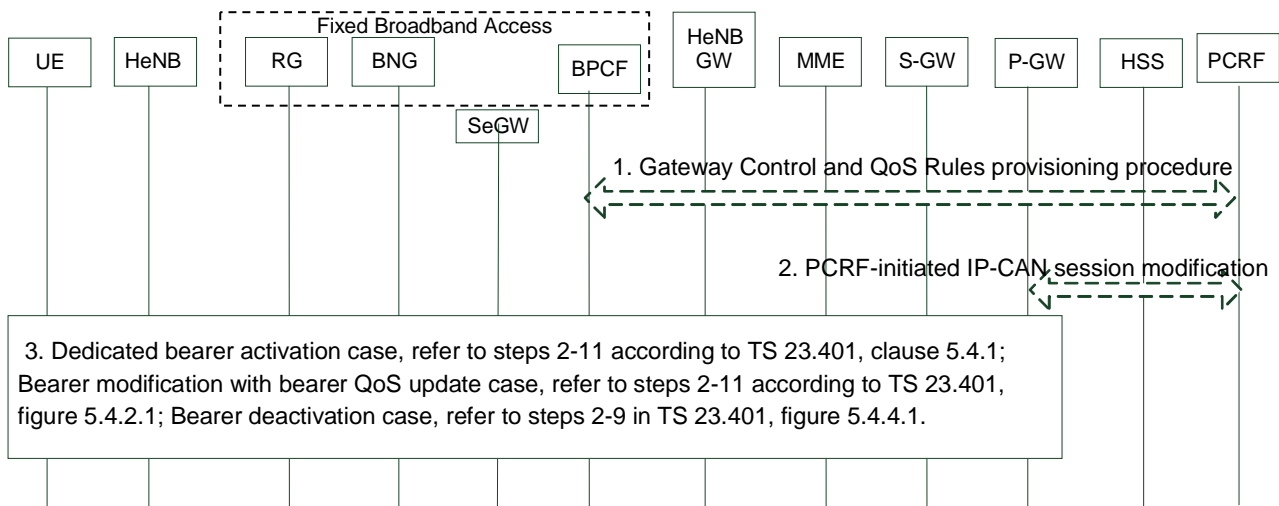 Fixed Broadband Access
UE
HeNB
RG
BNG
BPCF
HeNB
GW
MME
S-GW
P-GW
HSS
PCRF
SeGW
1. Gateway Control and QoS Rules provisioning procedure
2. PCRF-initiated IP-CAN session modification
3. Dedicated bearer activation case, refer to steps 2-11 according to TS 23.401, clause 5.4.1;
Bearer modification with bearer QoS update case, refer to steps 2-11 according to TS 23.401,
figure 5.4.2.1; Bearer deactivation case, refer to steps 2-9 in TS 23.401, figure 5.4.4.1.